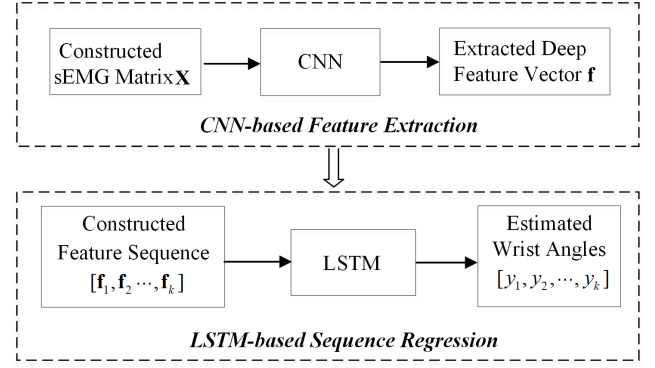 Constructed
sEMG Matrix X
CNN
Extracted Deep
Feature Vector f
CNN-based Feature Extraction
Constructed
Feature Sequence
[f₁, f₂ ⋯, fₖ]
LSTM
Estimated
Wrist Angles
[y₁, y₂, ⋯, yₖ]
LSTM-based Sequence Regression